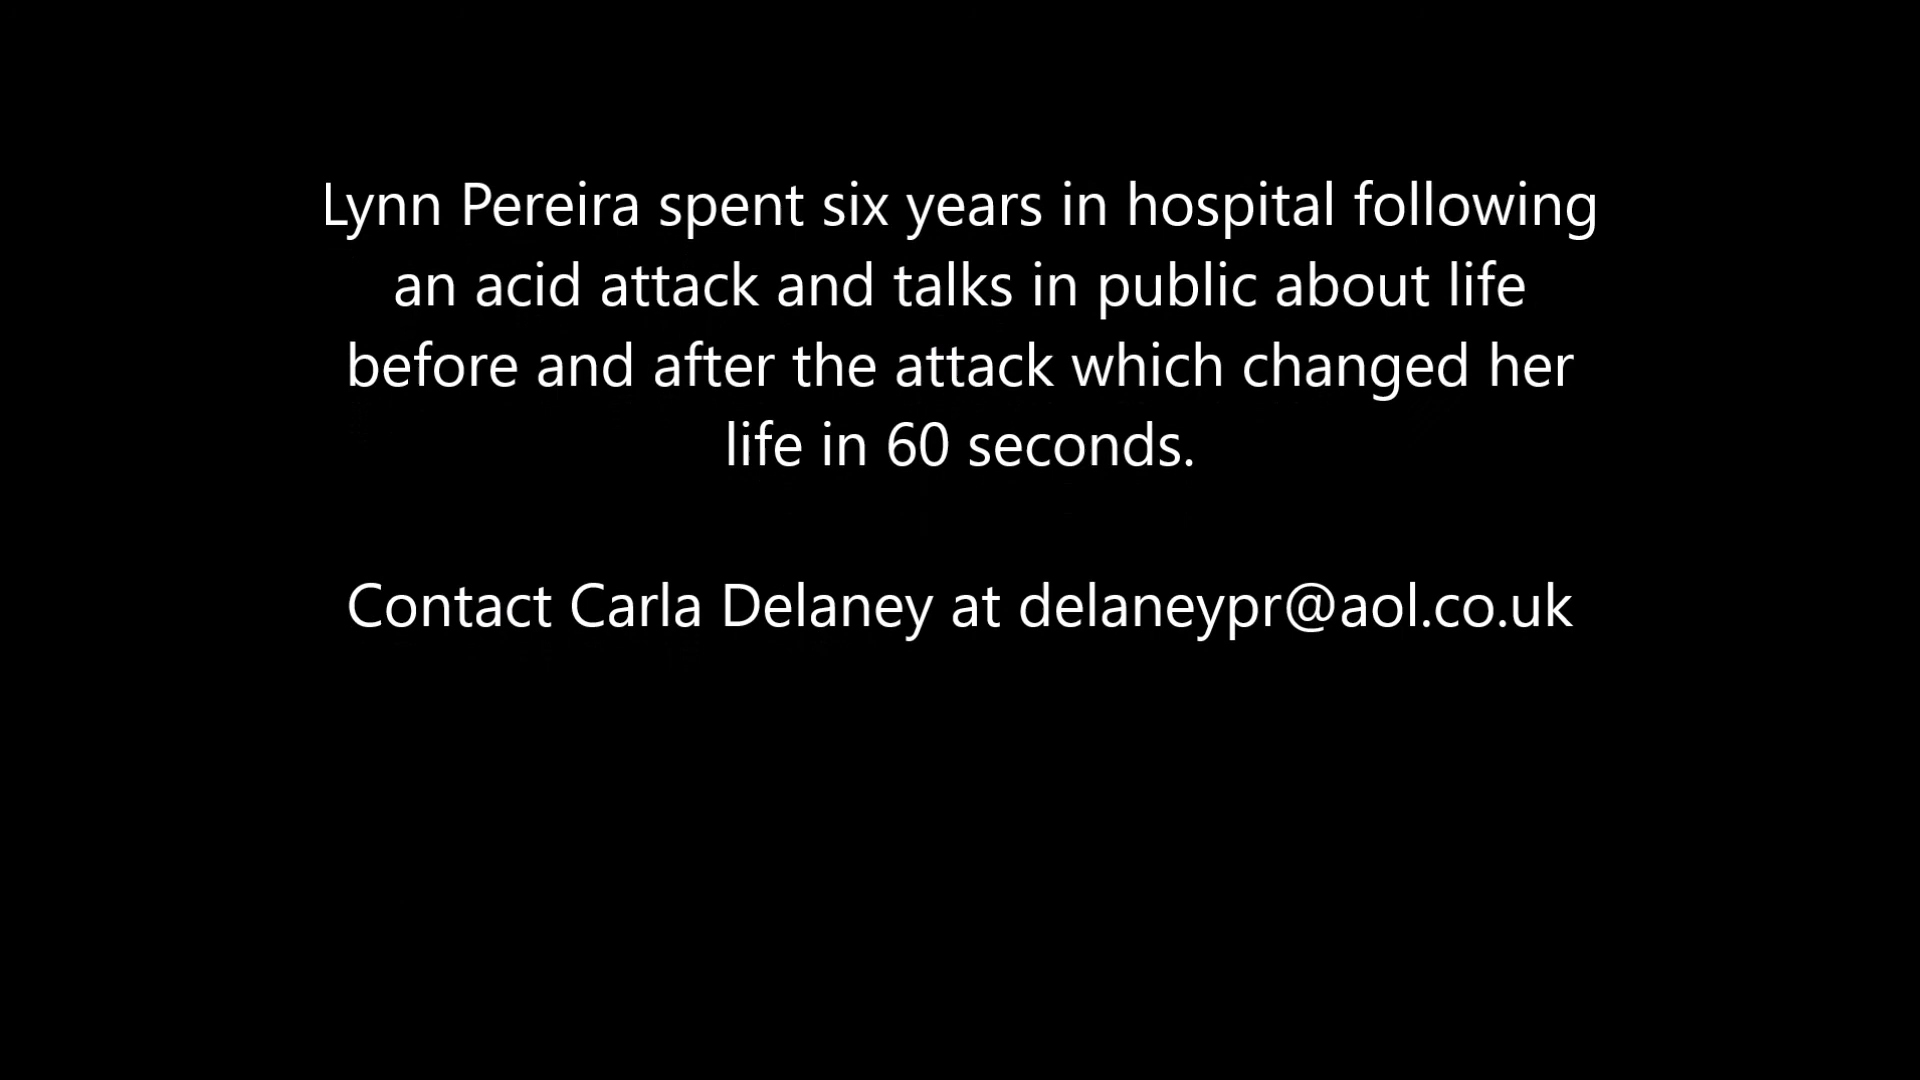 Lynn Pereira spent six years in hospital following
an acid attack and talks in public about life
before and after the attack which changed her
life in 60 seconds.
Contact Carla Delaney at delaneypr@aol.co.uk